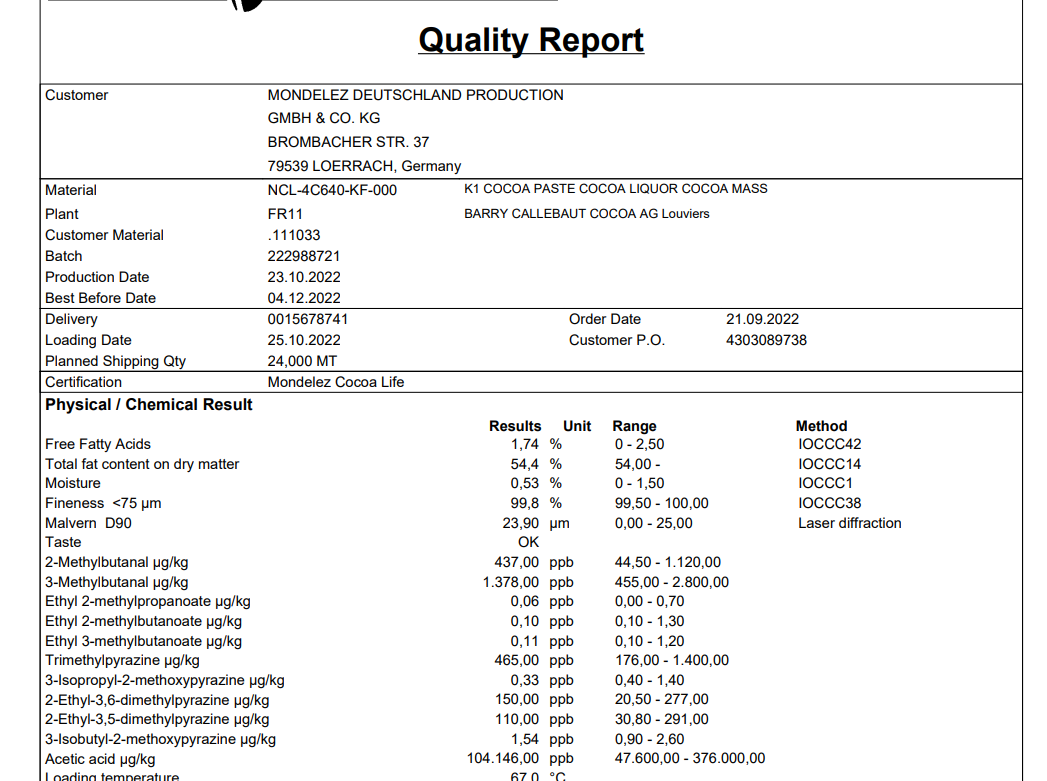 Quality Report
Customer MONDELEZ DEUTSCHLAND PRODUCTION
GMBH & CO. KG
BROMBACHER STR. 37
79539 LOERRACH, Germany
Material NCL-4C640-KF-000 K1 COCOA PASTE COCOA LIQUOR COCOA MASS
Plant FR11 BARRY CALLEBAUT COCOA AG Louviers
Customer Material .111033
Batch 222988721
Production Date 23.10.2022
Best Before Date 04.12.2022
Delivery 0015678741 Order Date 21.09.2022
Loading Date 25.10.2022 Customer P.O. 4303089738
Planned Shipping Qty 24,000 MT
Certification Mondelez Cocoa Life
Physical / Chemical Result
Results Unit Range Method
Free Fatty Acids 1,74 % 0 - 2,50 IOCCC42
Total fat content on dry matter 54,4 % 54,00 - IOCCC14
Moisture 0,53 % 0 - 1,50 IOCCC1
Fineness <75 µm 99,8 % 99,50 - 100,00 IOCCC38
Malvern D90 23,90 µm 0,00 - 25,00 Laser diffraction
Taste OK
2-Methylbutanal µg/kg 437,00 ppb 44,50 - 1.120,00
3-Methylbutanal µg/kg 1.378,00 ppb 455,00 - 2.800,00
Ethyl 2-methylpropanoate µg/kg 0,06 ppb 0,00 - 0,70
Ethyl 2-methylbutanoate µg/kg 0,10 ppb 0,10 - 1,30
Ethyl 3-methylbutanoate µg/kg 0,11 ppb 0,10 - 1,20
Trimethylpyrazine µg/kg 465,00 ppb 176,00 - 1.400,00
3-Isopropyl-2-methoxypyrazine µg/kg 0,33 ppb 0,40 - 1,40
2-Ethyl-3,6-dimethylpyrazine µg/kg 150,00 ppb 20,50 - 277,00
2-Ethyl-3,5-dimethylpyrazine µg/kg 110,00 ppb 30,80 - 291,00
3-Isobutyl-2-methoxypyrazine µg/kg 1,54 ppb 0,90 - 2,60
Acetic acid µg/kg 104.146,00 ppb 47.600,00 - 376.000,00
Loading temperature 67,0 °C